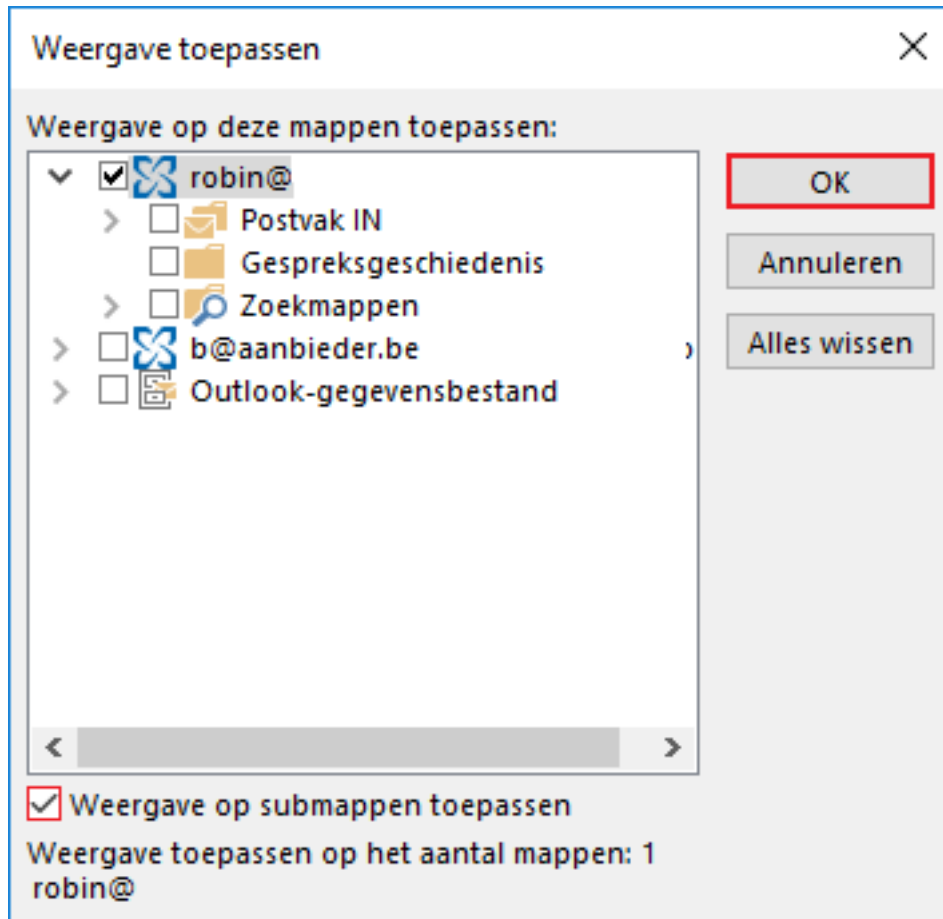 Weergave toepassen
Weergave op deze mappen toepassen:
robin@
OK
Postvak IN
Gespreksgeschiedenis
Annuleren
Zoekmappen
b@aanbieder.be
Alles wissen
Outlook-gegevensbestand
Weergave op submappen toepassen
Weergave toepassen op het aantal mappen: 1
robin@